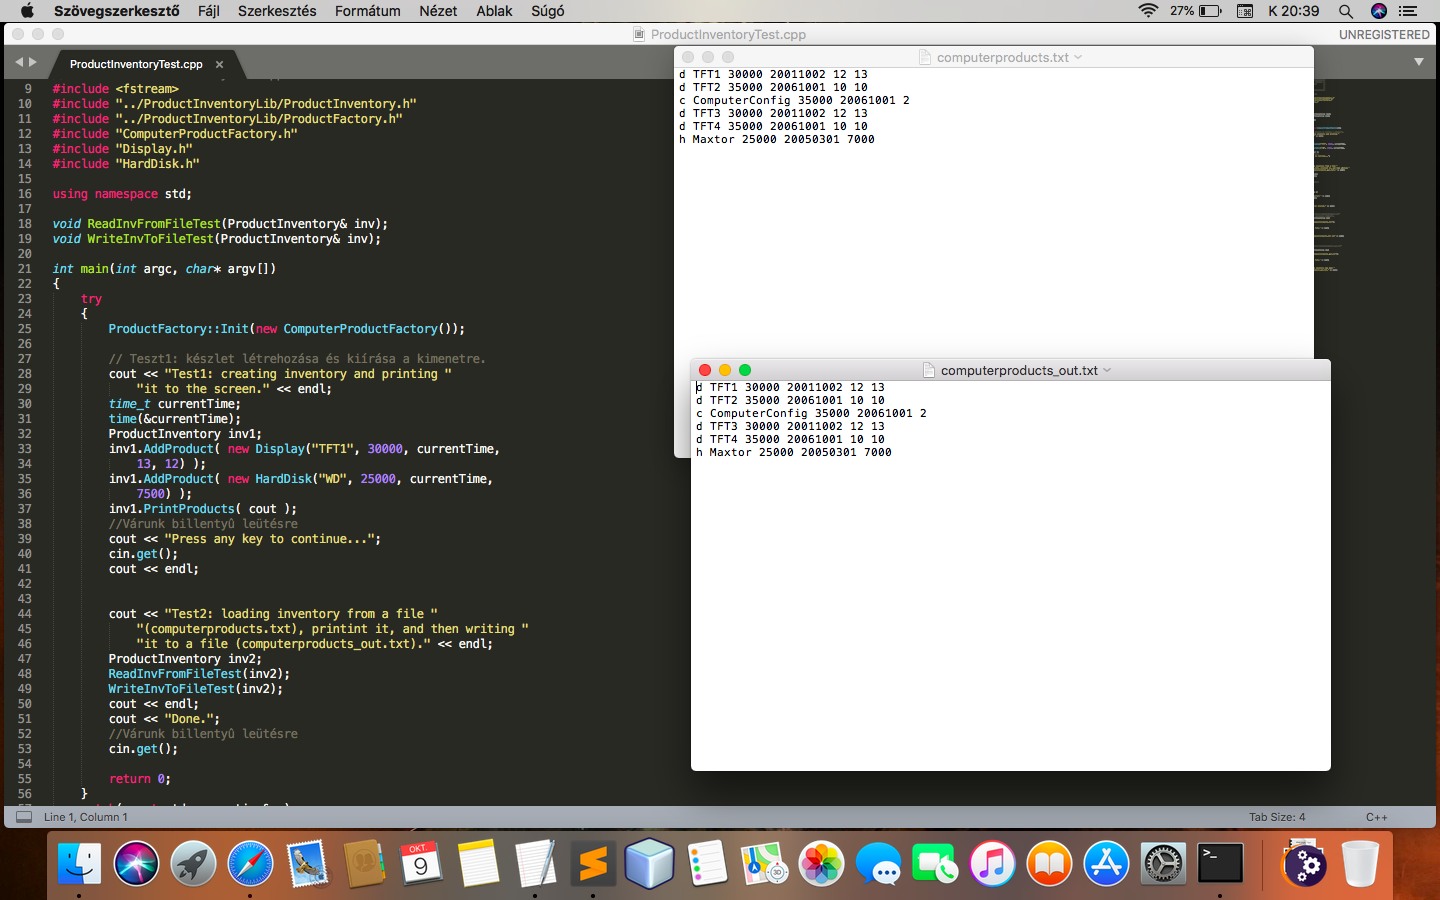 Szövegszerkesztő Fájl Szerkesztés Formátum Nézet Ablak Súgó 27% K 20:39
ProductInventoryTest.cpp
UNREGISTERED
ProductInventoryTest.cpp ×
9 #include <fstream>
10 #include "../ProductInventoryLib/ProductInventory.h"
11 #include "../ProductInventoryLib/ProductFactory.h"
12 #include "ComputerProductFactory.h"
13 #include "Display.h"
14 #include "HardDisk.h"
15
16 using namespace std;
17
18 void ReadInvFromFileTest(ProductInventory& inv);
19 void WriteInvToFileTest(ProductInventory& inv);
20
21 int main(int argc, char* argv[])
22 {
23 try
24 {
25 ProductFactory::Init(new ComputerProductFactory());
26
27 // Teszt1: készlet létrehozása és kiírása a kimenetre.
28 cout << "Test1: creating inventory and printing "
29 "it to the screen." << endl;
30 time_t currentTime;
31 time(&currentTime);
32 ProductInventory inv1;
33 inv1.AddProduct( new Display("TFT1", 30000, currentTime,
34 13, 12) );
35 inv1.AddProduct( new HardDisk("WD", 25000, currentTime,
36 7500) );
37 inv1.PrintProducts( cout );
38 //Várunk billentyû leütésre
39 cout << "Press any key to continue...";
40 cin.get();
41 cout << endl;
42
43
44 cout << "Test2: loading inventory from a file "
45 "(computerproducts.txt), printint it, and then writing "
46 "it to a file (computerproducts_out.txt)." << endl;
47 ProductInventory inv2;
48 ReadInvFromFileTest(inv2);
49 WriteInvToFileTest(inv2);
50 cout << endl;
51 cout << "Done.";
52 //Várunk billentyû leütésre
53 cin.get();
54
55 return 0;
56 }
computerproducts.txt
d TFT1 30000 20011002 12 13
d TFT2 35000 20061001 10 10
c ComputerConfig 35000 20061001 2
d TFT3 30000 20011002 12 13
d TFT4 35000 20061001 10 10
h Maxtor 25000 20050301 7000
computerproducts_out.txt
d TFT1 30000 20011002 12 13
d TFT2 35000 20061001 10 10
c ComputerConfig 35000 20061001 2
d TFT3 30000 20011002 12 13
d TFT4 35000 20061001 10 10
h Maxtor 25000 20050301 7000
Line 1, Column 1
Tab Size: 4
C++
OKT.
9
3D
>_